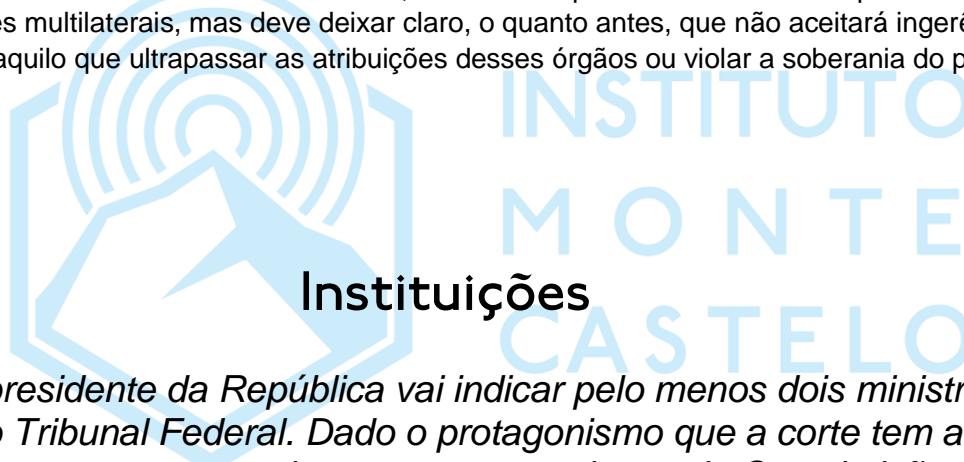 es multilaterais, mas deve deixar claro, o quanto antes, que não aceitará ingerê
aquilo que ultrapassar as atribuições desses órgãos ou violar a soberania do p
INSTITUTO
MONTE
CASTELO
Instituições
presidente da República vai indicar pelo menos dois ministr
o Tribunal Federal. Dado o protagonismo que a corte tem a